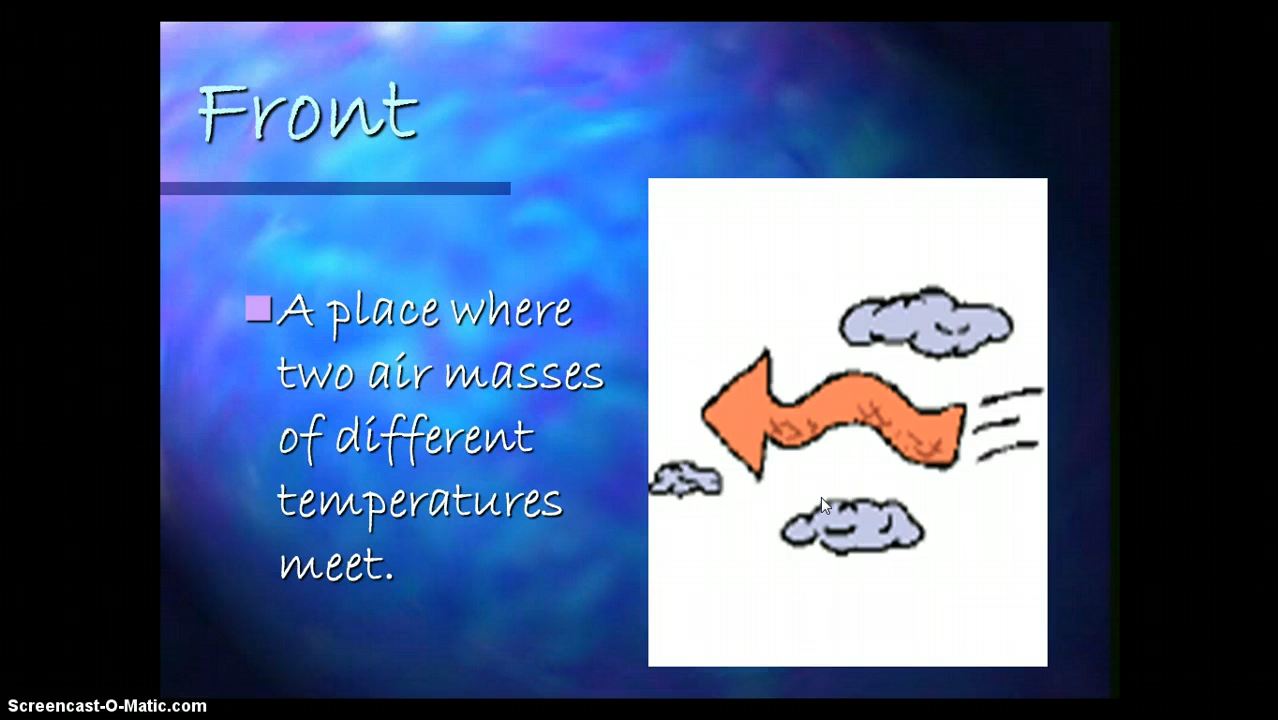 Front
A place where
two air masses
of different
temperatures
meet.
Screencast-O-Matic.com